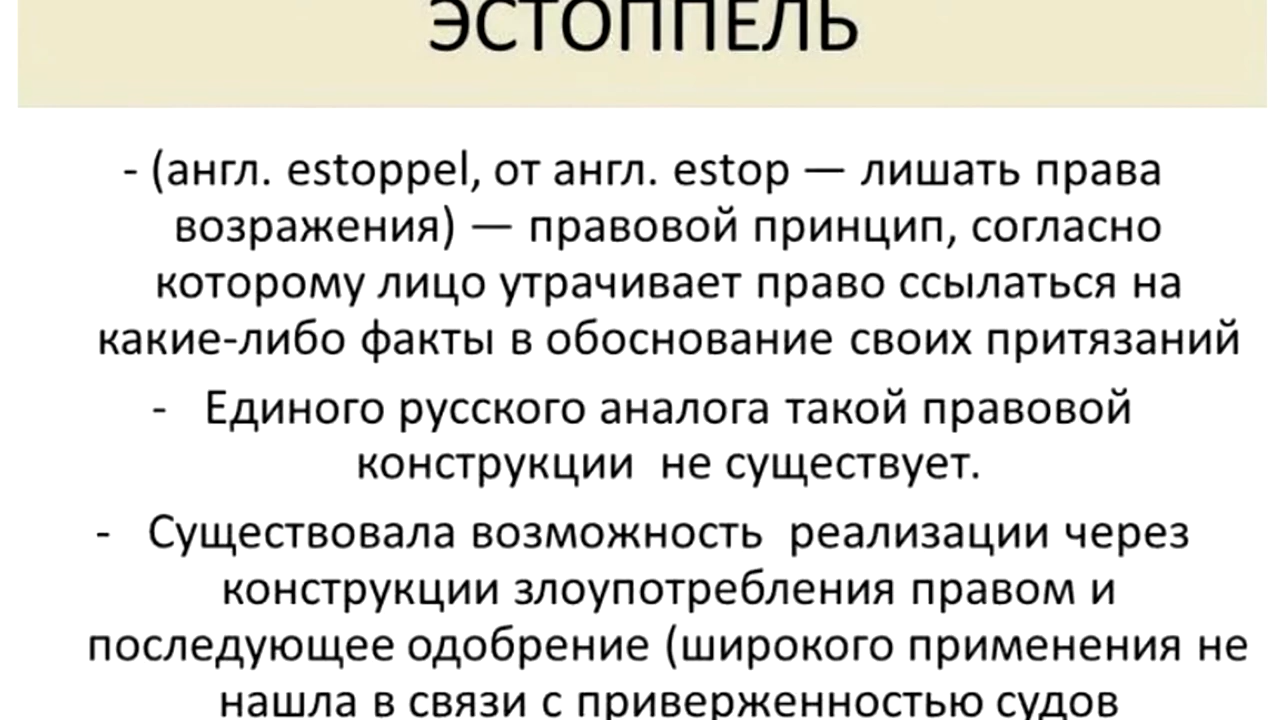 ЭСТОППЕЛЬ
- (англ. estoppel, от англ. estop — лишать права
возражения) — правовой принцип, согласно
которому лицо утрачивает право ссылаться на
какие-либо факты в обоснование своих притязаний
- Единого русского аналога такой правовой
конструкции не существует.
- Существовала возможность реализации через
конструкции злоупотребления правом и
последующее одобрение (широкого применения не
нашла в связи с приверженностью судов